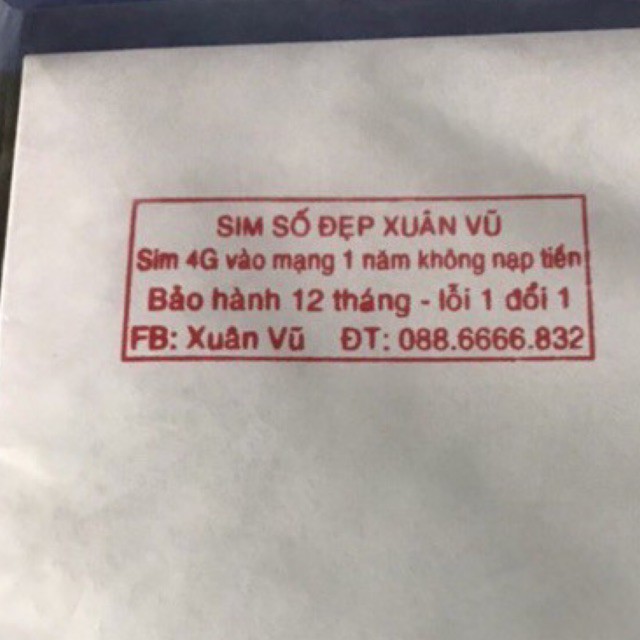 SIM SỐ ĐẸP XUÂN VŨ
Sim 4G vào mạng 1 năm không nạp tiền
Bảo hành 12 tháng - lỗi 1 đổi 1
FB: Xuân Vũ ĐT: 088.6666.832